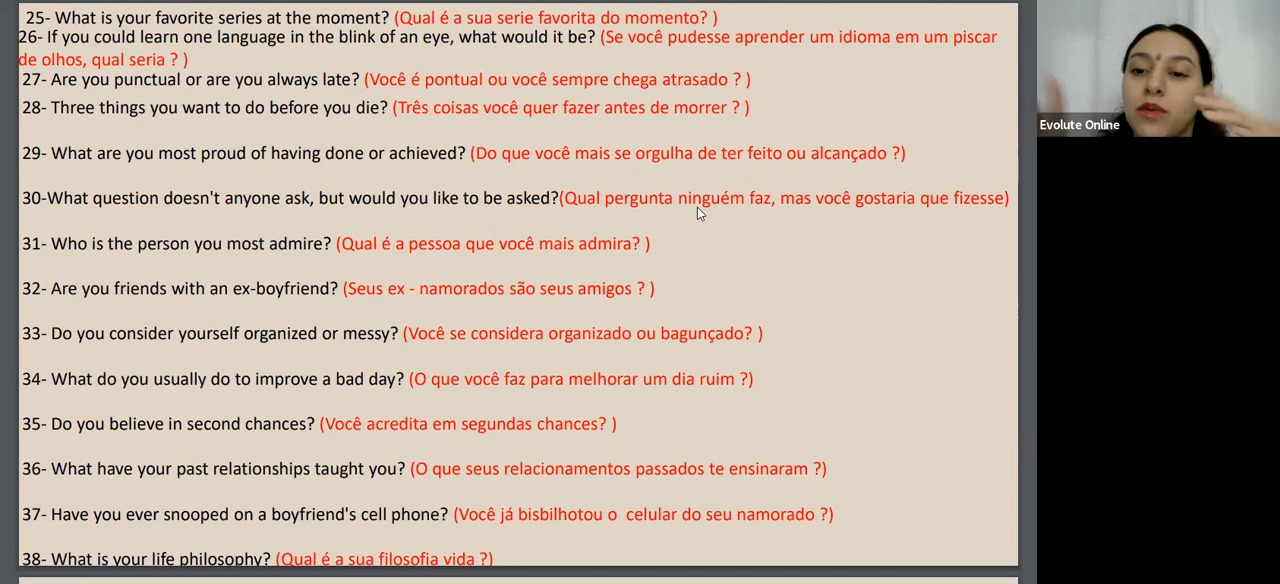 25- What is your favorite series at the moment? (Qual é a sua serie favorita do momento? )
26- If you could learn one language in the blink of an eye, what would it be? (Se você pudesse aprender um idioma em um piscar
de olhos, qual seria ? )
27- Are you punctual or are you always late? (Você é pontual ou você sempre chega atrasado ? )
28- Three things you want to do before you die? (Três coisas você quer fazer antes de morrer ? )
29- What are you most proud of having done or achieved? (Do que você mais se orgulha de ter feito ou alcançado ?)
30-What question doesn't anyone ask, but would you like to be asked?(Qual pergunta ninguém faz, mas você gostaria que fizesse)
31- Who is the person you most admire? (Qual é a pessoa que você mais admira? )
32- Are you friends with an ex-boyfriend? (Seus ex - namorados são seus amigos ? )
33- Do you consider yourself organized or messy? (Você se considera organizado ou bagunçado? )
34- What do you usually do to improve a bad day? (O que você faz para melhorar um dia ruim ?)
35- Do you believe in second chances? (Você acredita em segundas chances? )
36- What have your past relationships taught you? (O que seus relacionamentos passados te ensinaram ?)
37- Have you ever snooped on a boyfriend's cell phone? (Você já bisbilhotou o  celular do seu namorado ?)
38- What is your life philosophy? (Qual é a sua filosofia vida ?)
Evolute Online